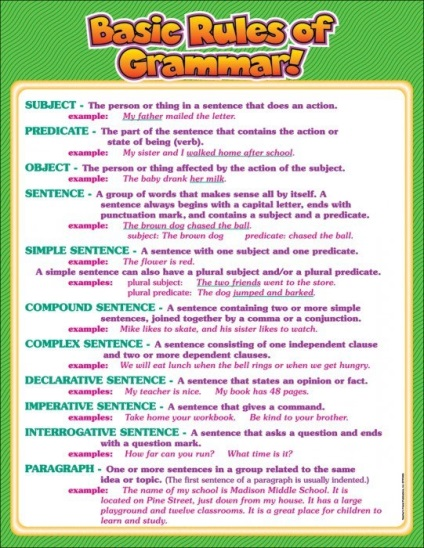 Basic Rules of
Grammar!
SUBJECT - The person or thing in a sentence that does an action.
example: My father mailed the letter.
PREDICATE - The part of the sentence that contains the action or
state of being (verb).
example: My sister and I walked home after school.
OBJECT - The person or thing affected by the action of the subject.
example: The baby drank her milk.
SENTENCE - A group of words that makes sense all by itself. A
sentence always begins with a capital letter, ends with
punctuation mark, and contains a subject and a predicate.
example: The brown dog chased the ball.
subject: The brown dog predicate: chased the ball.
SIMPLE SENTENCE - A sentence with one subject and one predicate.
example: The flower is red.
A simple sentence can also have a plural subject and/or a plural predicate.
examples: plural subject: The two friends went to the store.
plural predicate: The dog jumped and barked.
COMPOUND SENTENCE - A sentence containing two or more simple
sentences, joined together by a comma or a conjunction.
example: Mike likes to skate, and his sister likes to watch.
COMPLEX SENTENCE - A sentence consisting of one independent clause
and two or more dependent clauses.
example: We will eat lunch when the bell rings or when we get hungry.
DECLARATIVE SENTENCE - A sentence that states an opinion or fact.
examples: My teacher is nice. My book has 48 pages.
IMPERATIVE SENTENCE - A sentence that gives a command.
examples: Take home your workbook. Be kind to your brother.
INTERROGATIVE SENTENCE - A sentence that asks a question and ends
with a question mark.
examples: How far can you run? What time is it?
PARAGRAPH - One or more sentences in a group related to the same
idea or topic. (The first sentence of a paragraph is usually indented.)
example: The name of my school is Madison Middle School. It is
located on Pine Street, just down from my house. It has a large
playground and twelve classrooms. It is a great place for children
to learn and study.